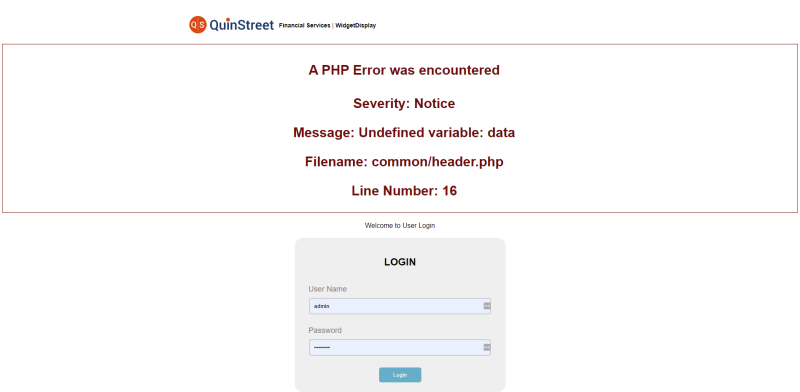 QS QuinStreet Financial Services | WidgetDisplay
A PHP Error was encountered
Severity: Notice
Message: Undefined variable: data
Filename: common/header.php
Line Number: 16
Welcome to User Login
LOGIN
User Name
admin
Password
Login